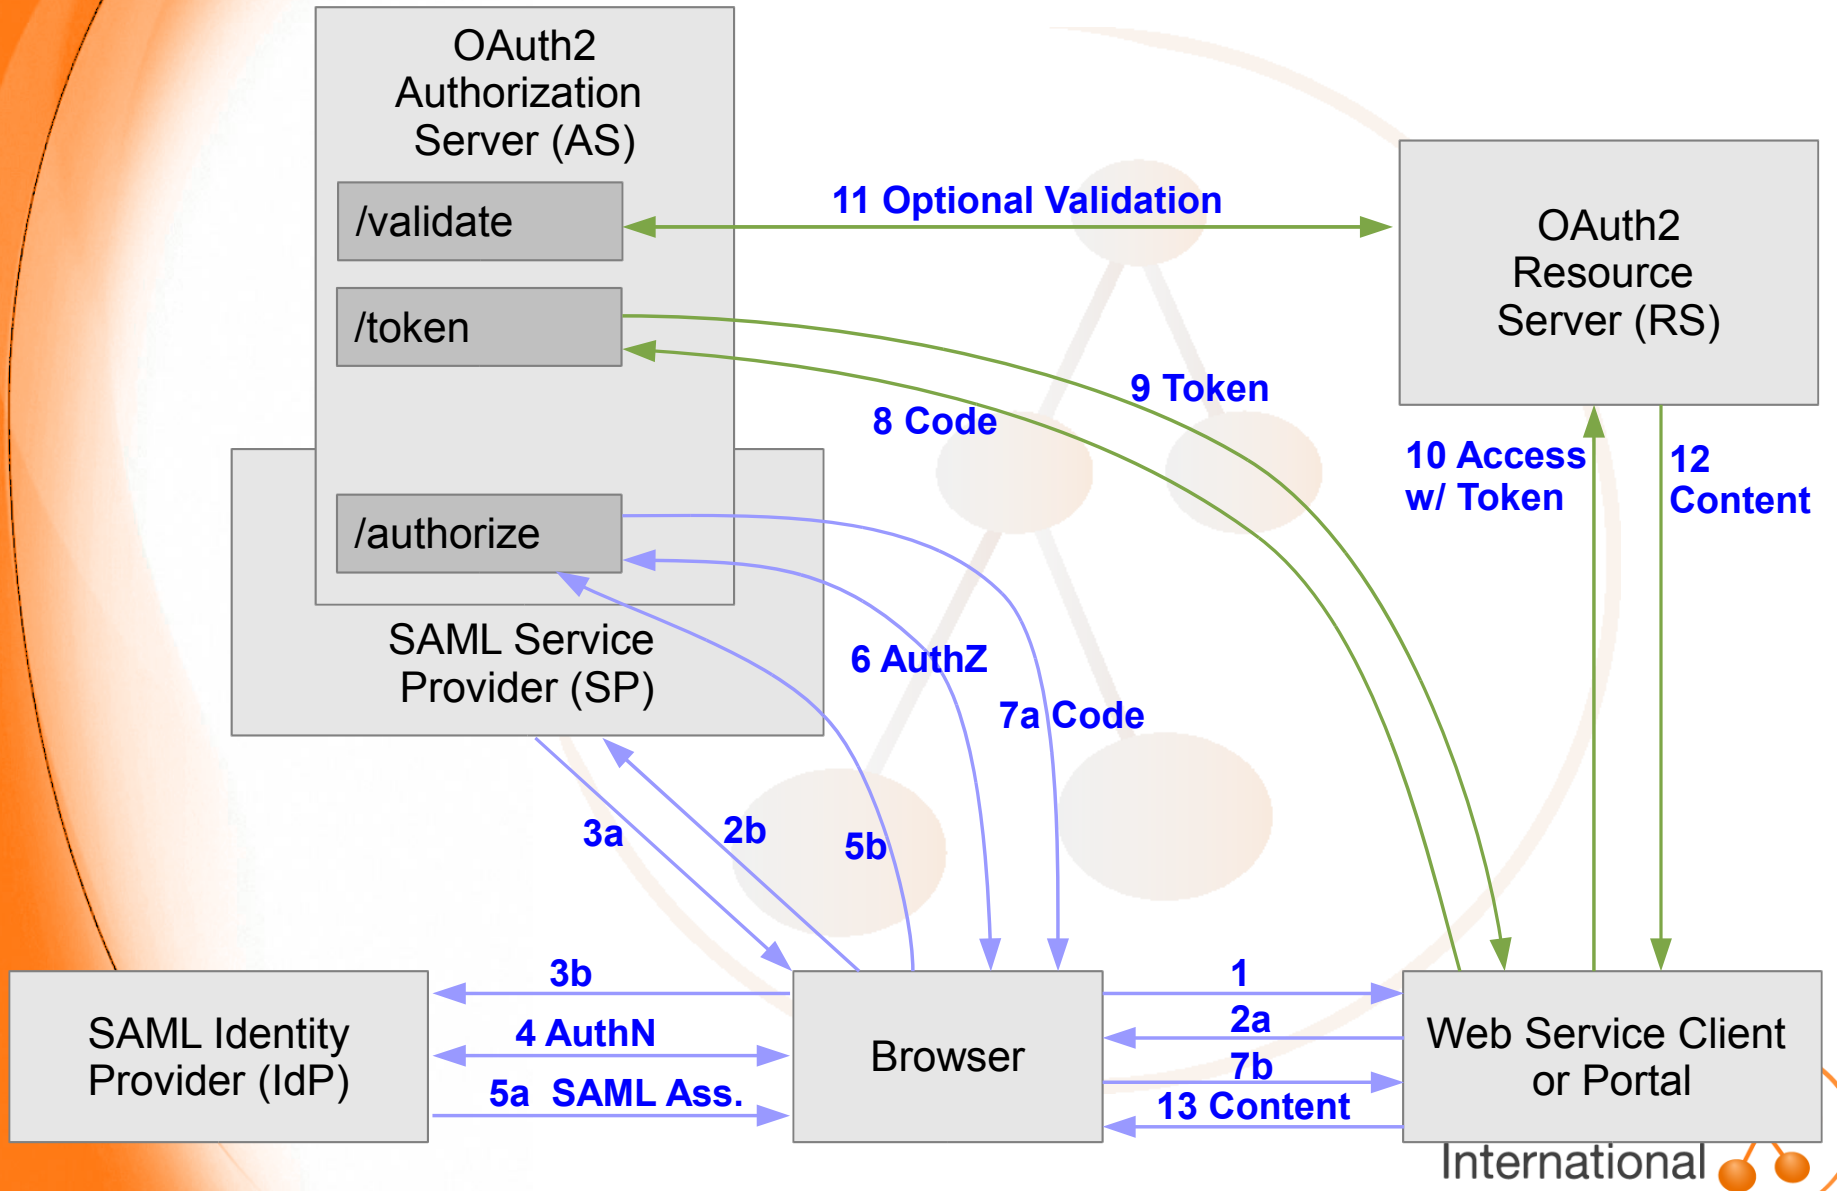 OAuth2
Authorization
Server (AS)
/validate
11 Optional Validation
OAuth2
Resource
Server (RS)
/token
9 Token
8 Code
10 Access
w/ Token
12
Content
/authorize
SAML Service
Provider (SP)
6 AuthZ
7a Code
3a
2b
5b
3b
4 AuthN
5a SAML Ass.
SAML Identity
Provider (IdP)
Browser
1
2a
7b
13 Content
Web Service Client
or Portal
International